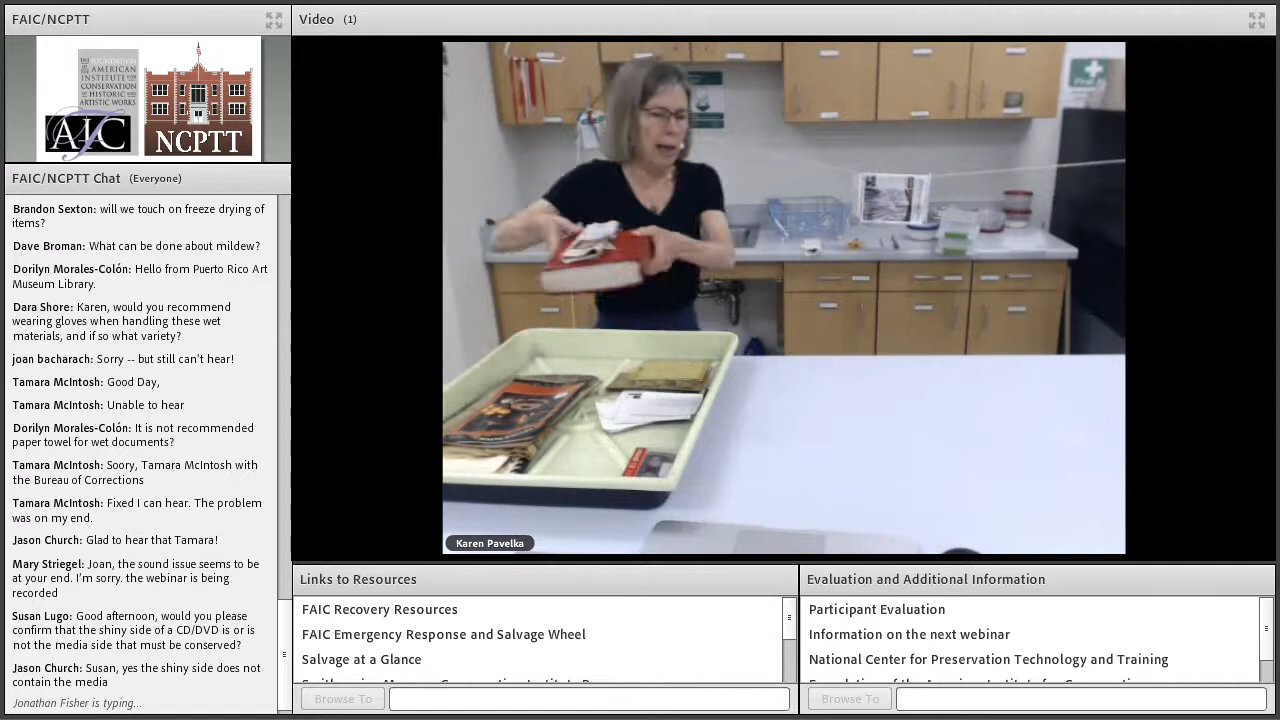 FAIC/NCPTT
THE FOUNDATION
OF THE AMERICAN
INSTITUTE FOR
CONSERVATION
OF HISTORIC AND
ARTISTIC WORKS
AIC
NCPTT
FAIC/NCPTT Chat (Everyone)
Brandon Sexton: will we touch on freeze drying of
items?
Dave Broman: What can be done about mildew?
Dorilyn Morales-Colón: Hello from Puerto Rico Art
Museum Library.
Dara Shore: Karen, would you recommend
wearing gloves when handling these wet
materials, and if so what variety?
joan bacharach: Sorry -- but still can't hear!
Tamara McIntosh: Good Day,
Tamara McIntosh: Unable to hear
Dorilyn Morales-Colón: It is not recommended
paper towel for wet documents?
Tamara McIntosh: Soory, Tamara McIntosh with
the Bureau of Corrections
Tamara McIntosh: Fixed I can hear. The problem
was on my end.
Jason Church: Glad to hear that Tamara!
Mary Striegel: Joan, the sound issue seems to be
at your end. I'm sorry. the webinar is being
recorded
Susan Lugo: Good afternoon, would you please
confirm that the shiny side of a CD/DVD is or is
not the media side that must be conserved?
Jason Church: Susan, yes the shiny side does not
contain the media
Jonathan Fisher is typing...
Video (1)
Karen Pavelka
Links to Resources
FAIC Recovery Resources
FAIC Emergency Response and Salvage Wheel
Salvage at a Glance
Browse To
Evaluation and Additional Information
Participant Evaluation
Information on the next webinar
National Center for Preservation Technology and Training
Browse To